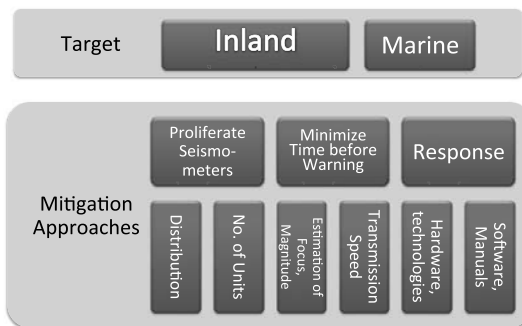 Target
Inland
Marine
Mitigation
Approaches
Proliferate
Seismo-
meters
Minimize
Time before
Warning
Response
Distribution
No. of Units
Estimation of
Focus,
Magnitude
Transmission
Speed
Hardware,
technologies
Software,
Manuals